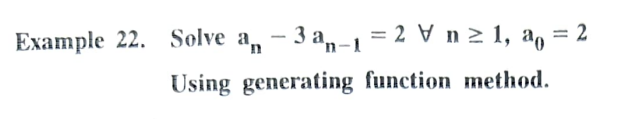 Example 22. Solve aₙ − 3 aₙ₋₁ = 2 ∀ n ≥ 1, a₀ = 2
Using generating function method.